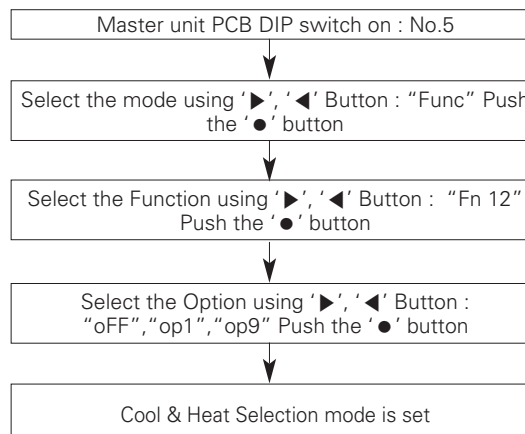 Master unit PCB DIP switch on : No.5
Select the mode using ‘▶’, ‘◀’ Button : “Func” Push
the ‘●’ button
Select the Function using ‘▶’, ‘◀’ Button : “Fn 12”
Push the ‘●’ button
Select the Option using ‘▶’, ‘◀’ Button :
“oFF”,“op1”,“op9” Push the ‘●’ button
Cool & Heat Selection mode is set